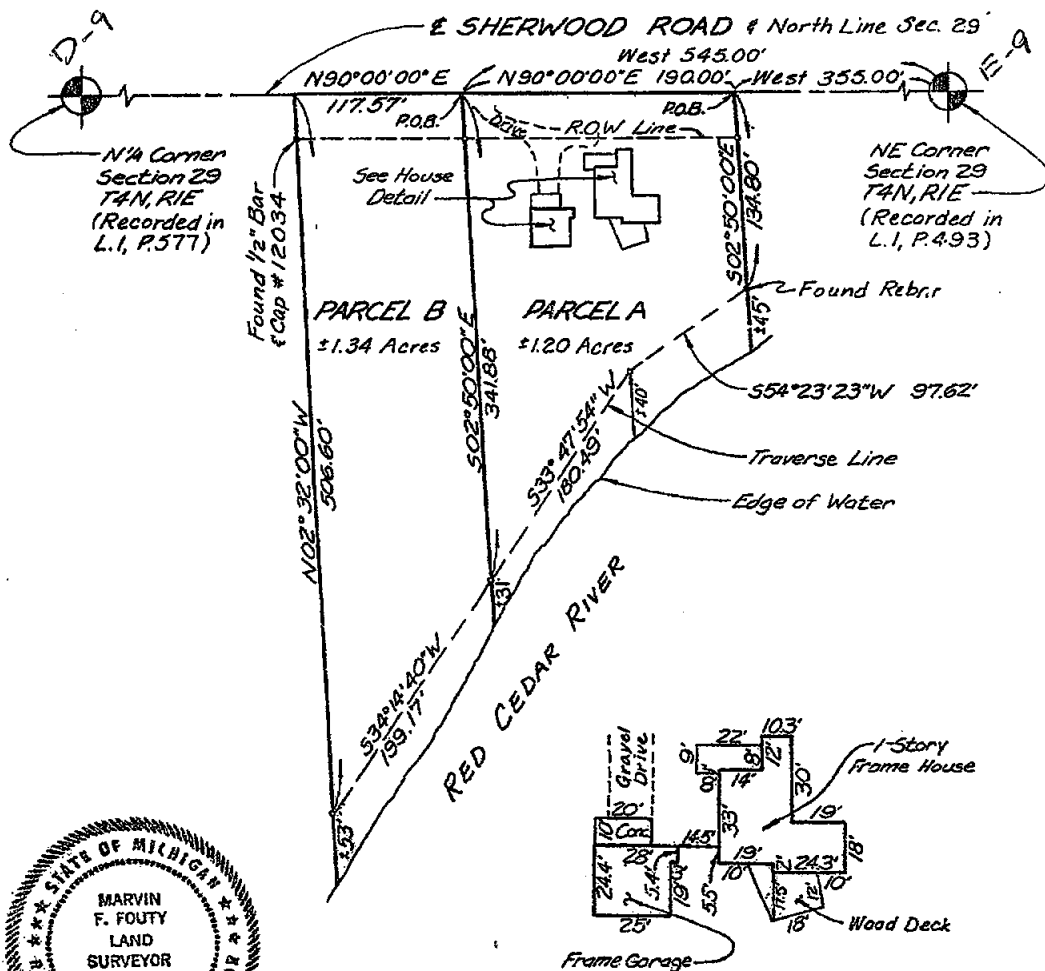 D-9
℄ SHERWOOD ROAD & North Line Sec. 29
E-9
West 545.00'
N90°00'00"E
N90°00'00"E 190.00'
West 355.00'
117.57'
P.O.B.
P.O.B.
Drive
R.O.W Line
N¼ Corner
Section 29
T4N, R1E
(Recorded in
L.1, P.577)
See House
Detail
NE Corner
Section 29
T4N, R1E
(Recorded in
L.1, P.493)
Found ½" Bar
& Cap #12034
S02°50'00"E
134.80'
Found Rebar
PARCEL B
±1.34 Acres
PARCEL A
±1.20 Acres
±45'
S54°23'23"W 97.62'
±40'
S02°50'00"E
341.88'
N02°32'00"W
506.60'
S33°47'54"W
180.49'
Traverse Line
Edge of Water
±31'
S34°14'40"W
199.17'
RED CEDAR RIVER
±53'
Gravel
Drive
22'
10.3'
9'
8'
12'
1-Story
Frame House
14'
30'
20'
10'
Conc.
14.5'
33'
19'
28'
24.4'
5.4'
19'
5.5'
19'
10'
2'
24.3'
18'
10'
17.5'
12'
18'
25'
Wood Deck
Frame Garage
STATE OF MICHIGAN
MARVIN
F. FOUTY
LAND
SURVEYOR